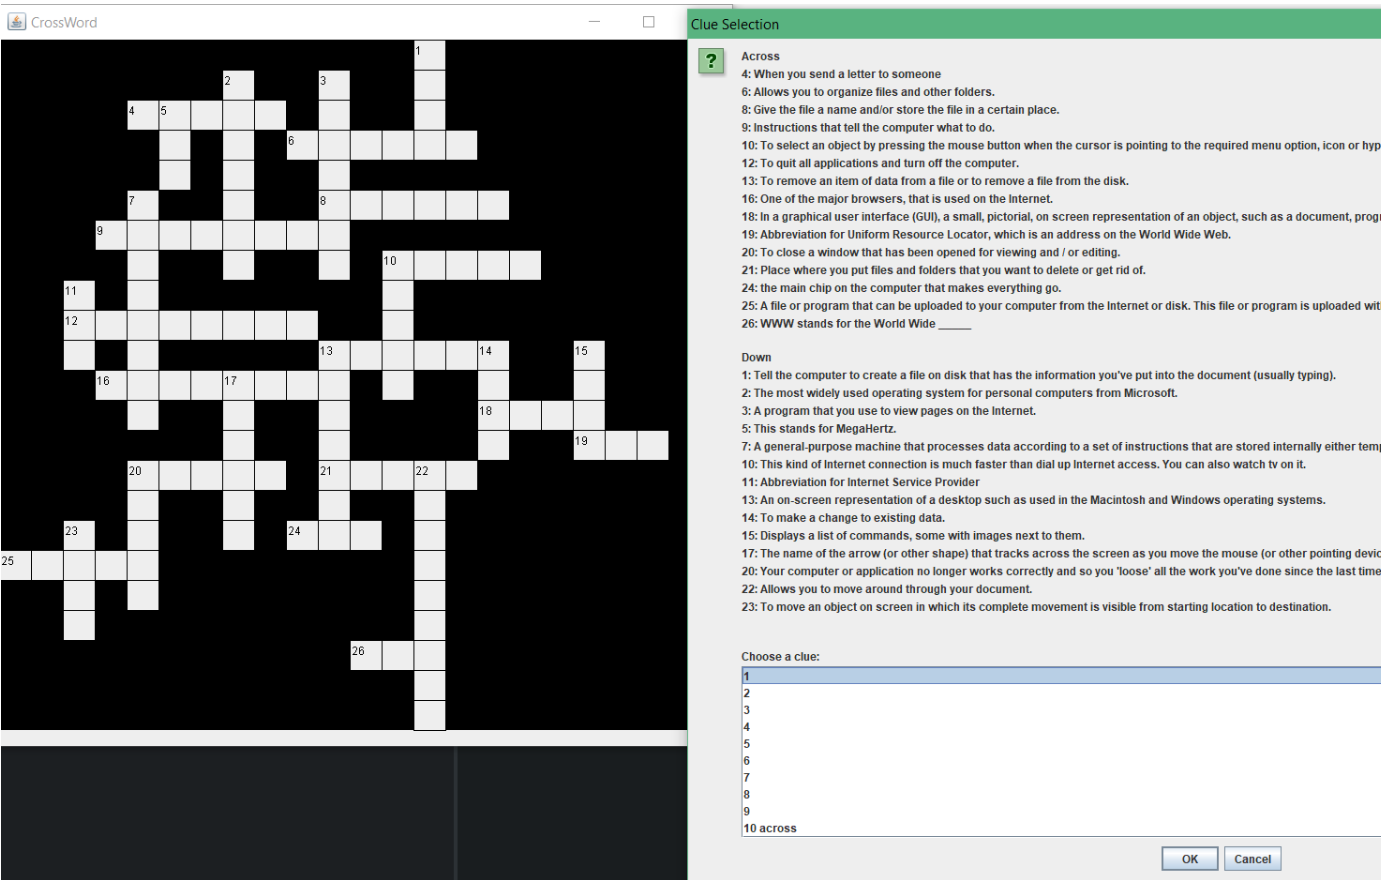 CrossWord
Clue Selection
1
2 3
4 5
6
7 8
9
10
11
12
13 14 15
16 17
18
19
20 21 22
23 24
25
26
?
Across
4: When you send a letter to someone
6: Allows you to organize files and other folders.
8: Give the file a name and/or store the file in a certain place.
9: Instructions that tell the computer what to do.
10: To select an object by pressing the mouse button when the cursor is pointing to the required menu option, icon or hyp
12: To quit all applications and turn off the computer.
13: To remove an item of data from a file or to remove a file from the disk.
16: One of the major browsers, that is used on the Internet.
18: In a graphical user interface (GUI), a small, pictorial, on screen representation of an object, such as a document, progr
19: Abbreviation for Uniform Resource Locator, which is an address on the World Wide Web.
20: To close a window that has been opened for viewing and / or editing.
21: Place where you put files and folders that you want to delete or get rid of.
24: the main chip on the computer that makes everything go.
25: A file or program that can be uploaded to your computer from the Internet or disk. This file or program is uploaded wit
26: WWW stands for the World Wide _____
Down
1: Tell the computer to create a file on disk that has the information you've put into the document (usually typing).
2: The most widely used operating system for personal computers from Microsoft.
3: A program that you use to view pages on the Internet.
5: This stands for MegaHertz.
7: A general-purpose machine that processes data according to a set of instructions that are stored internally either temp
10: This kind of Internet connection is much faster than dial up Internet access. You can also watch tv on it.
11: Abbreviation for Internet Service Provider
13: An on-screen representation of a desktop such as used in the Macintosh and Windows operating systems.
14: To make a change to existing data.
15: Displays a list of commands, some with images next to them.
17: The name of the arrow (or other shape) that tracks across the screen as you move the mouse (or other pointing devic
20: Your computer or application no longer works correctly and so you 'loose' all the work you've done since the last time
22: Allows you to move around through your document.
23: To move an object on screen in which its complete movement is visible from starting location to destination.
Choose a clue:
1
2
3
4
5
6
7
8
9
10 across
OK Cancel